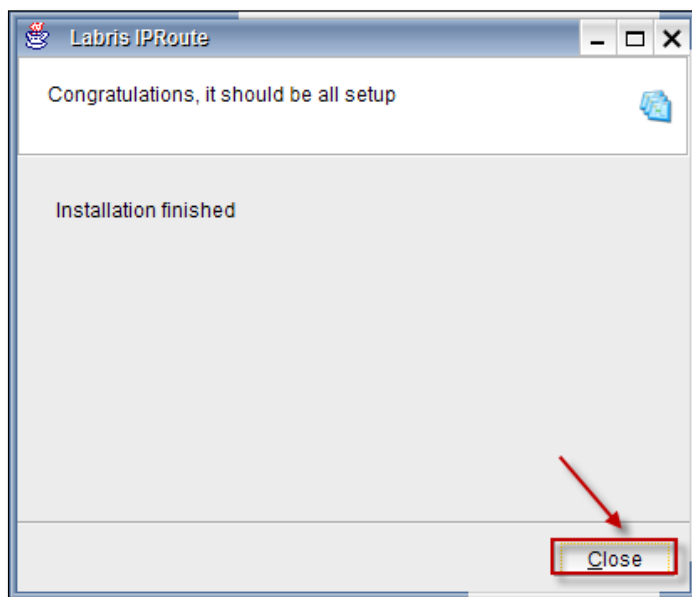 Labris IPRoute
Congratulations, it should be all setup
Installation finished
Close